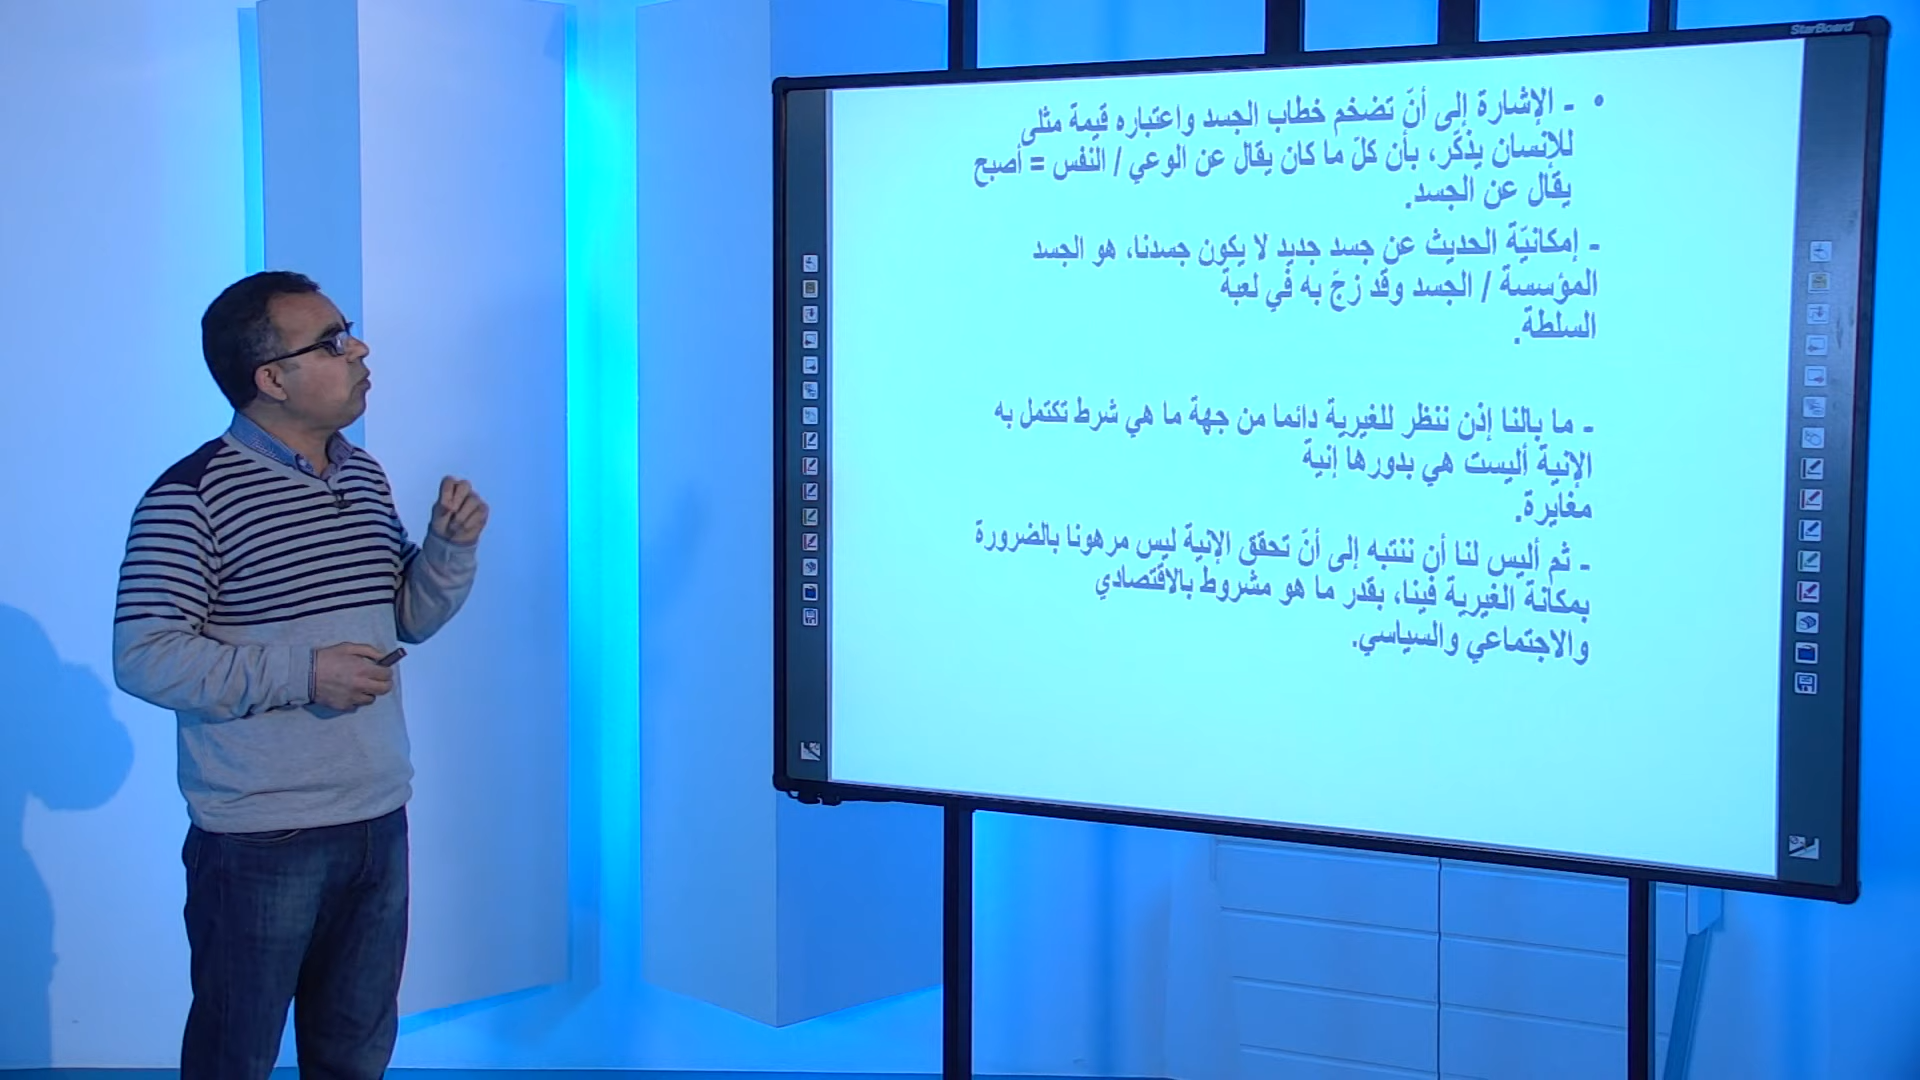 StarBoard
• ـ الإشارة إلى أنّ تضخم خطاب الجسد واعتباره قيمة مثلى
للإنسان يذكّر، بأن كلّ ما كان يقال عن الوعي / النفس = أصبح
يقال عن الجسد.
ـ إمكانيّة الحديث عن جسد جديد لا يكون جسدنا، هو الجسد
المؤسسة / الجسد وقد زجّ به في لعبة
السلطة.
ـ ما بالنا إذن ننظر للغيرية دائما من جهة ما هي شرط تكتمل به
الإنية أليست هي بدورها إنية
مغايرة.
ـ ثم أليس لنا أن ننتبه إلى أنّ تحقق الإنية ليس مرهونا بالضرورة
بمكانة الغيرية فينا، بقدر ما هو مشروط بالاقتصادي
والاجتماعي والسياسي.